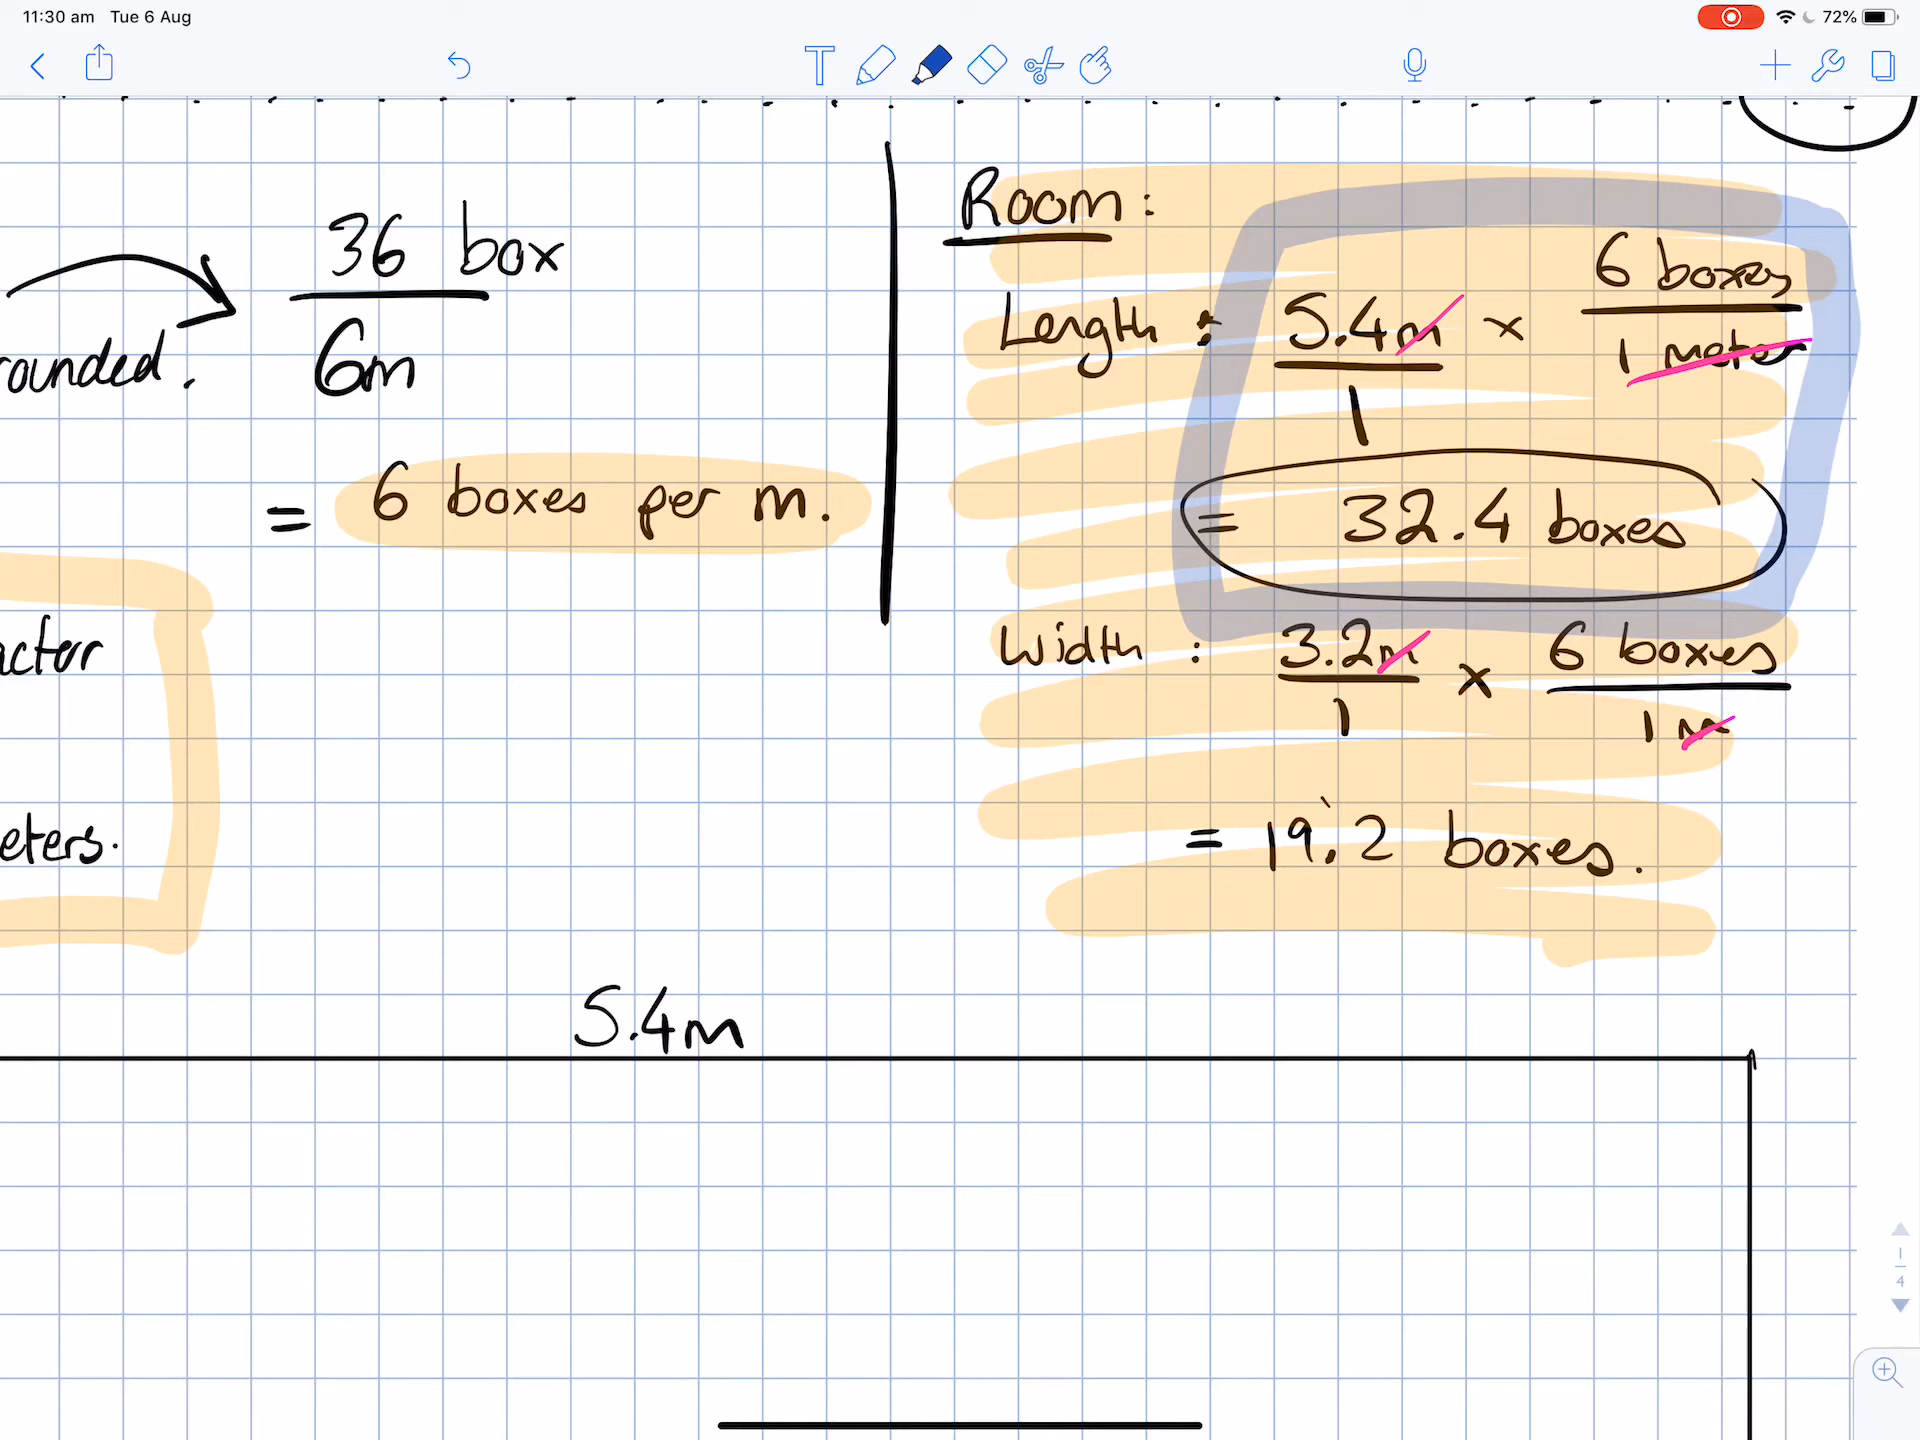 11:30 am Tue 6 Aug
72%
36 box
6m
rounded.
= 6 boxes per m.
Room:
Length : 5.4m × 6 boxes
1 1 meter
= 32.4 boxes
Width : 3.2m × 6 boxes
1 1 m
= 19.2 boxes.
actor
eters.
5.4m
1
4